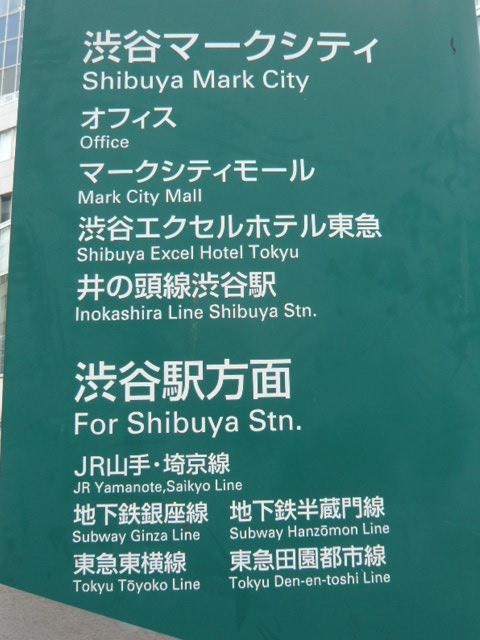 渋谷マークシティ
Shibuya Mark City
オフィス
Office
マークシティモール
Mark City Mall
渋谷エクセルホテル東急
Shibuya Excel Hotel Tokyu
井の頭線渋谷駅
Inokashira Line Shibuya Stn.
渋谷駅方面
For Shibuya Stn.
JR山手・埼京線
JR Yamanote,Saikyo Line
地下鉄銀座線 地下鉄半蔵門線
Subway Ginza Line Subway Hanzōmon Line
東急東横線 東急田園都市線
Tokyu Tōyoko Line Tokyu Den-en-toshi Line